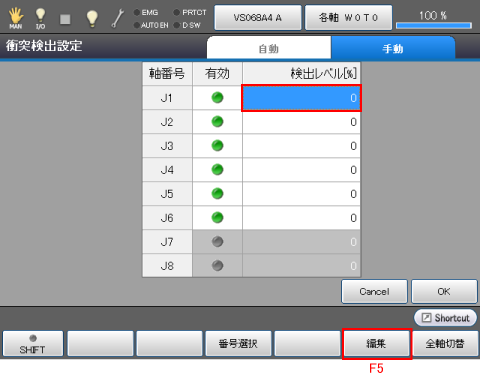 MAN
I/O
EMG
PRTCT
AUTO EN
D SW
VS068A4 A
各軸 W 0 T 0
100 %
衝突検出設定
自動
手動
軸番号 有効 検出レベル[%]
J1 0
J2 0
J3 0
J4 0
J5 0
J6 0
J7 0
J8 0
Cancel
OK
Shortcut
SHIFT
番号選択
編集
全軸切替
F5